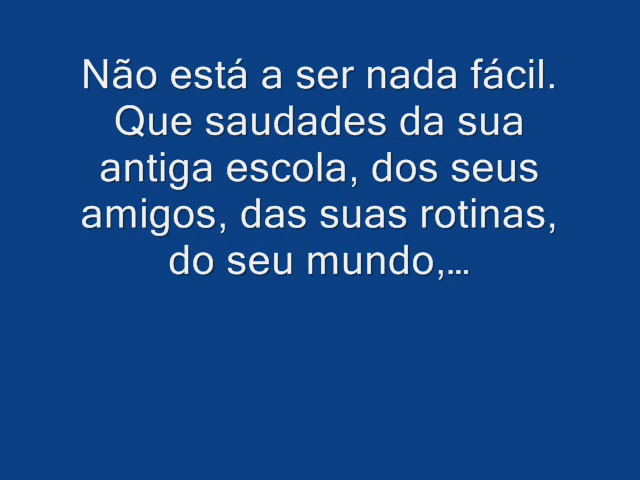 Não está a ser nada fácil.
Que saudades da sua
antiga escola, dos seus
amigos, das suas rotinas,
do seu mundo,...